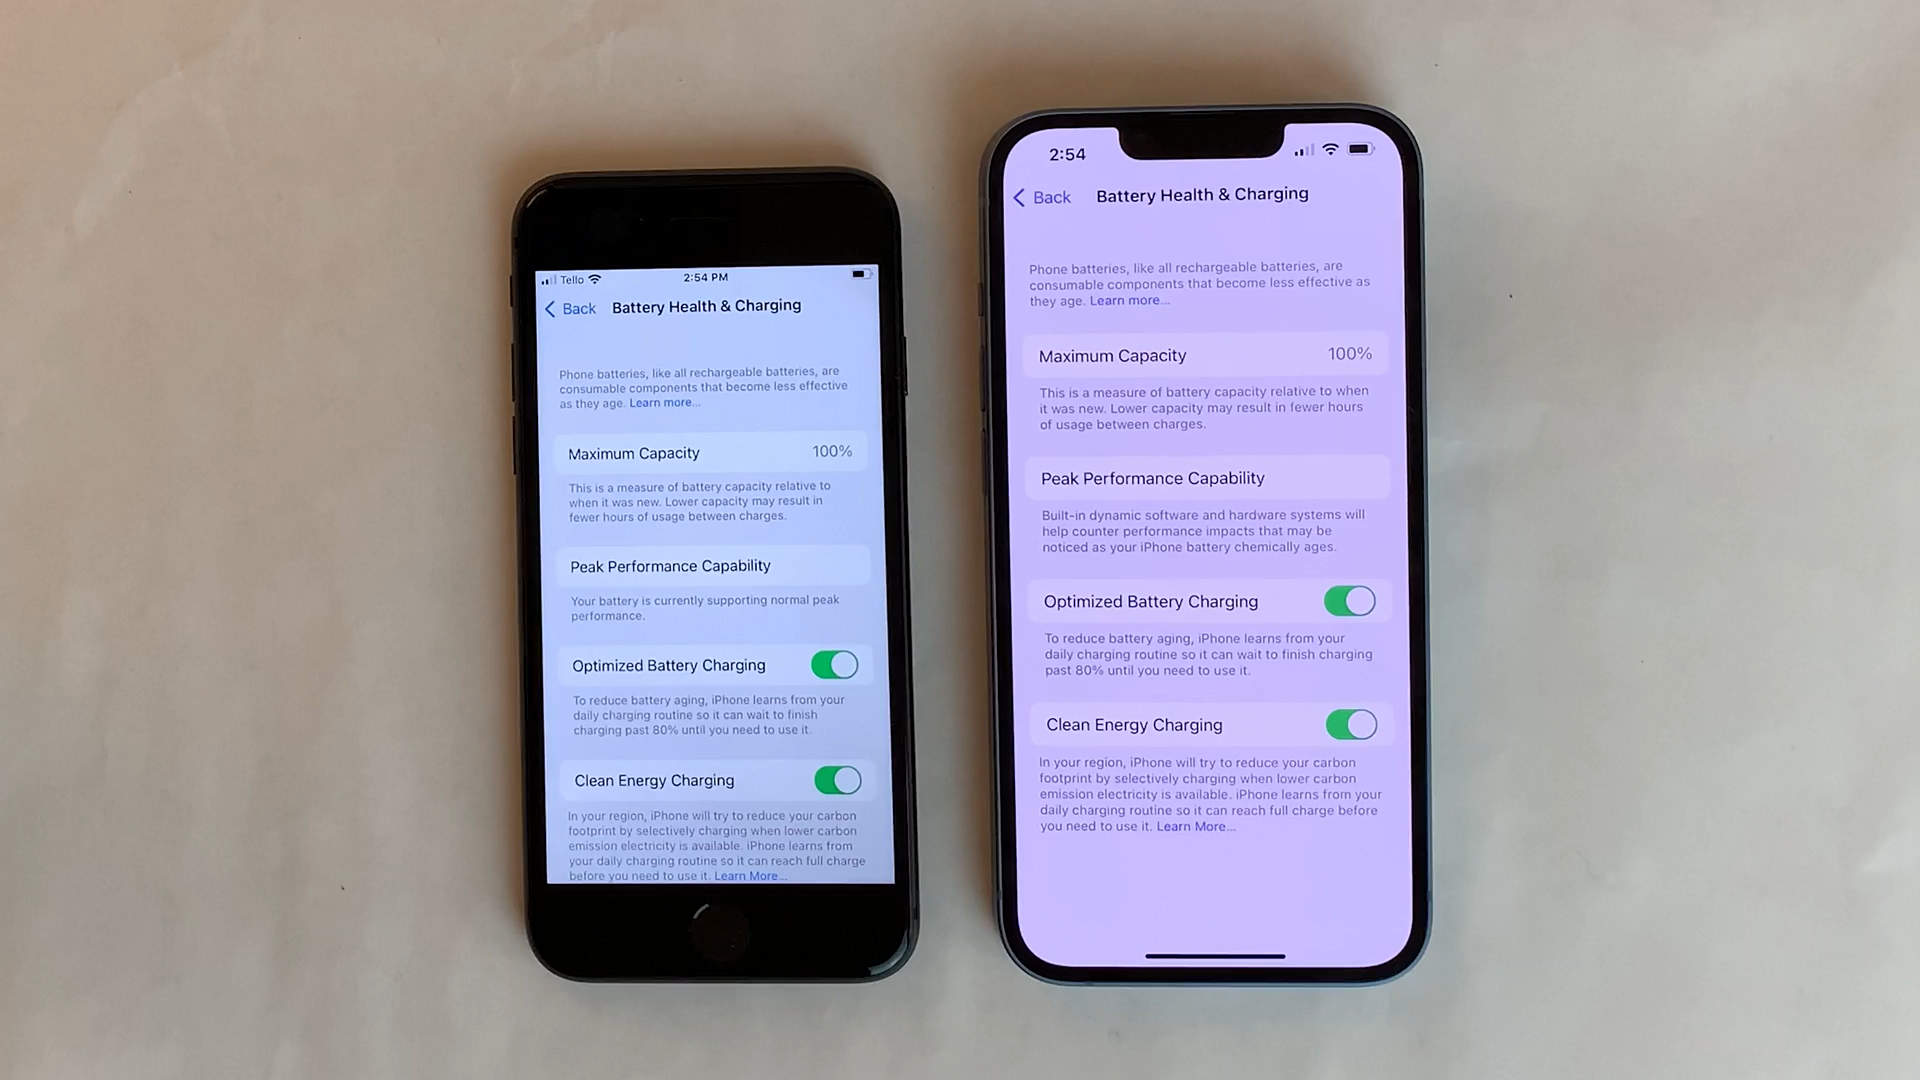 Tello
2:54 PM
Back
Battery Health & Charging
Phone batteries, like all rechargeable batteries, are
consumable components that become less effective
as they age. Learn more...
Maximum Capacity 100%
This is a measure of battery capacity relative to
when it was new. Lower capacity may result in
fewer hours of usage between charges.
Peak Performance Capability
Your battery is currently supporting normal peak
performance.
Optimized Battery Charging
To reduce battery aging, iPhone learns from your
daily charging routine so it can wait to finish
charging past 80% until you need to use it.
Clean Energy Charging
In your region, iPhone will try to reduce your carbon
footprint by selectively charging when lower carbon
emission electricity is available. iPhone learns from
your daily charging routine so it can reach full charge
before you need to use it. Learn More...
2:54
Back
Battery Health & Charging
Phone batteries, like all rechargeable batteries, are
consumable components that become less effective as
they age. Learn more...
Maximum Capacity 100%
This is a measure of battery capacity relative to when
it was new. Lower capacity may result in fewer hours
of usage between charges.
Peak Performance Capability
Built-in dynamic software and hardware systems will
help counter performance impacts that may be
noticed as your iPhone battery chemically ages.
Optimized Battery Charging
To reduce battery aging, iPhone learns from your
daily charging routine so it can wait to finish charging
past 80% until you need to use it.
Clean Energy Charging
In your region, iPhone will try to reduce your carbon
footprint by selectively charging when lower carbon
emission electricity is available. iPhone learns from your
daily charging routine so it can reach full charge before
you need to use it. Learn More...